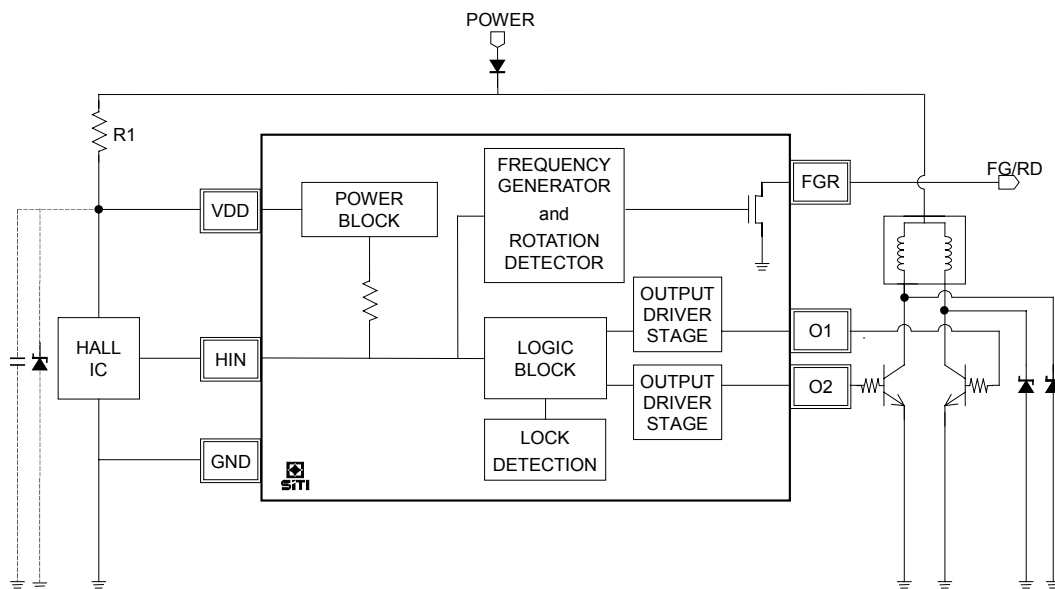 POWER
R1
FREQUENCY
GENERATOR
and
ROTATION
DETECTOR
FGR
FG/RD
VDD
POWER
BLOCK
HALL
IC
HIN
LOGIC
BLOCK
OUTPUT
DRIVER
STAGE
O1
OUTPUT
DRIVER
STAGE
O2
GND
LOCK
DETECTION
SiTI